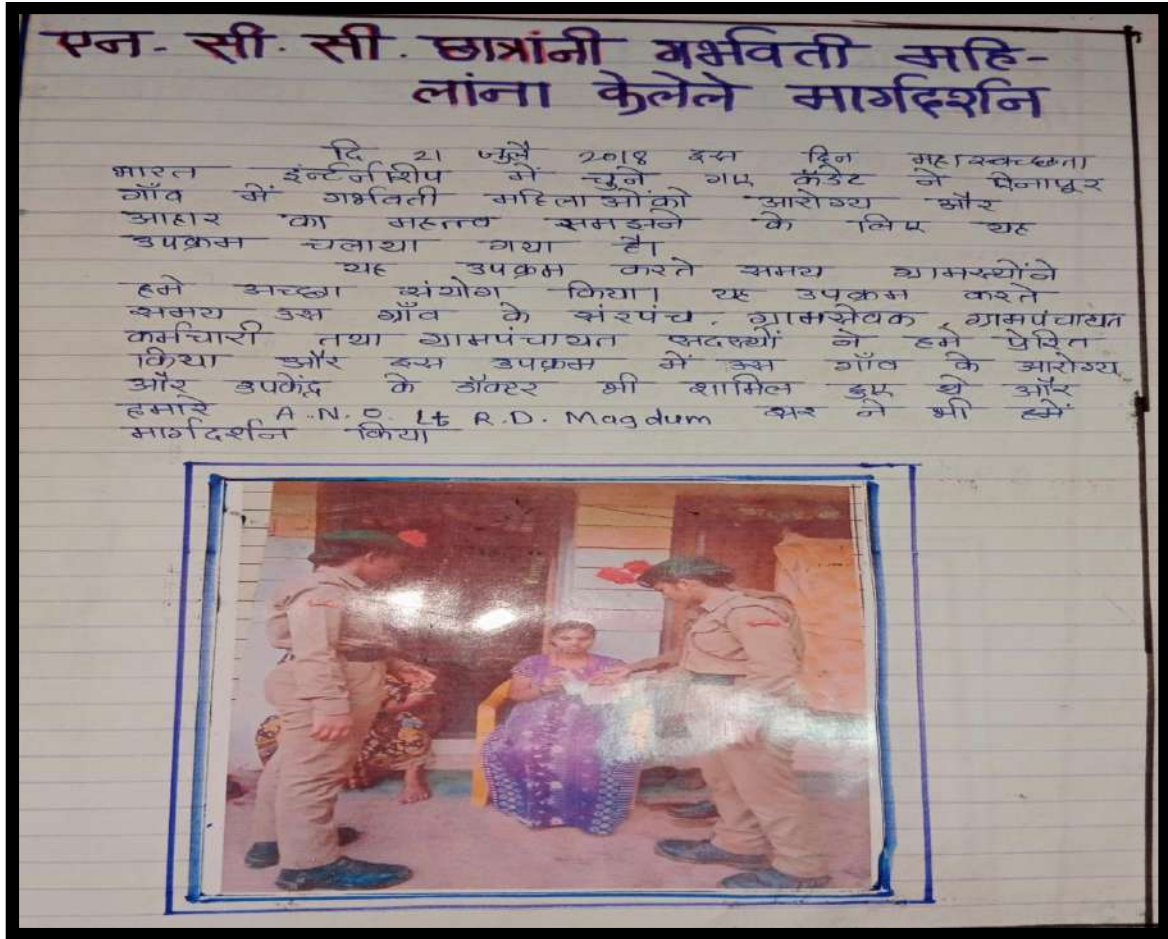 एन- सी. सी. छात्रांनी गर्भवती महि-
लांना केलेले मार्गदर्शन
दि 21 जुलै 2018 इस दिन महास्वच्छता
भारत इंन्टर्नशिप में चुने गए कॅडेट ने पेनापूर
गाँव में गर्भवती महिलाओंको आरोग्य और
आहार का महत्त्व समझने के लिए यह
उपक्रम चलाया गया है।
यह उपक्रम करते समय ग्रामस्थोंने
हमे अच्छा संयोग किया। यह उपक्रम करते
समय उस गाँव के सरपंच, ग्रामसेवक, ग्रामपंचायत
कर्मचारी तथा ग्रामपंचायत सदस्यों ने हमे प्रेरित
किया और इस उपक्रम में उस गाँव के आरोग्य
और उपकेंद्र के डॉक्टर भी शामिल हुए थे और
हमारे A.N.O. Lt R.D. Magdum सर ने भी हमें
मार्गदर्शन किया